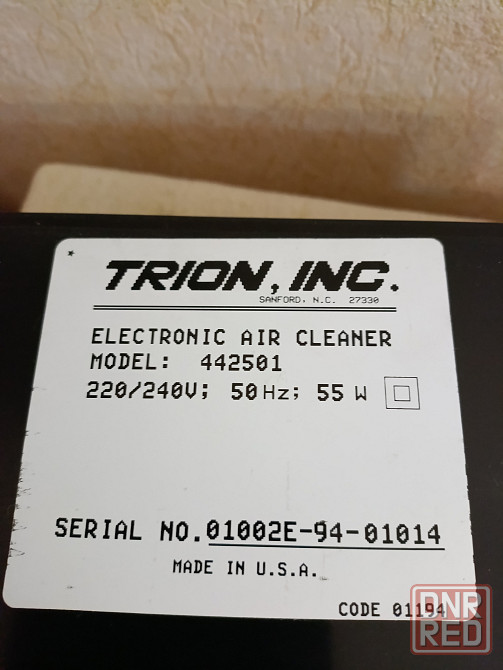 TRION, INC.
SANFORD, N.C. 27330
ELECTRONIC AIR CLEANER
MODEL: 442501
220/240V; 50Hz; 55 W
SERIAL NO. 01002E-94-01014
MADE IN U.S.A.
CODE 01194
DNR
RED